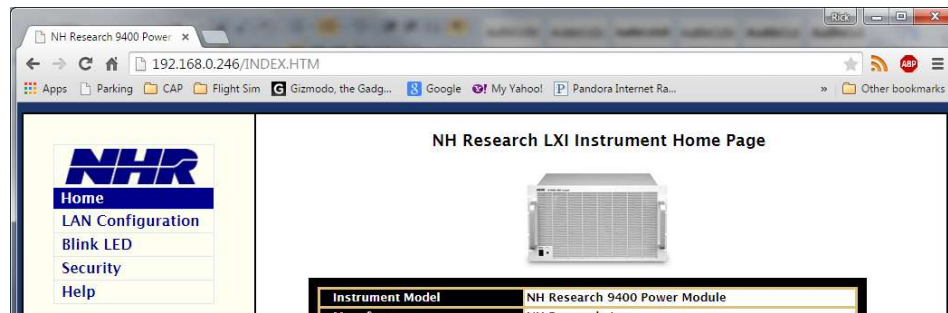 Rick
NH Research 9400 Power
192.168.0.246/INDEX.HTM
ABP
Apps Parking CAP Flight Sim Gizmodo, the Gadg... Google My Yahoo! Pandora Internet Ra... » Other bookmarks
NH Research LXI Instrument Home Page
NHR
Home
LAN Configuration
Blink LED
Security
Help
Instrument Model NH Research 9400 Power Module